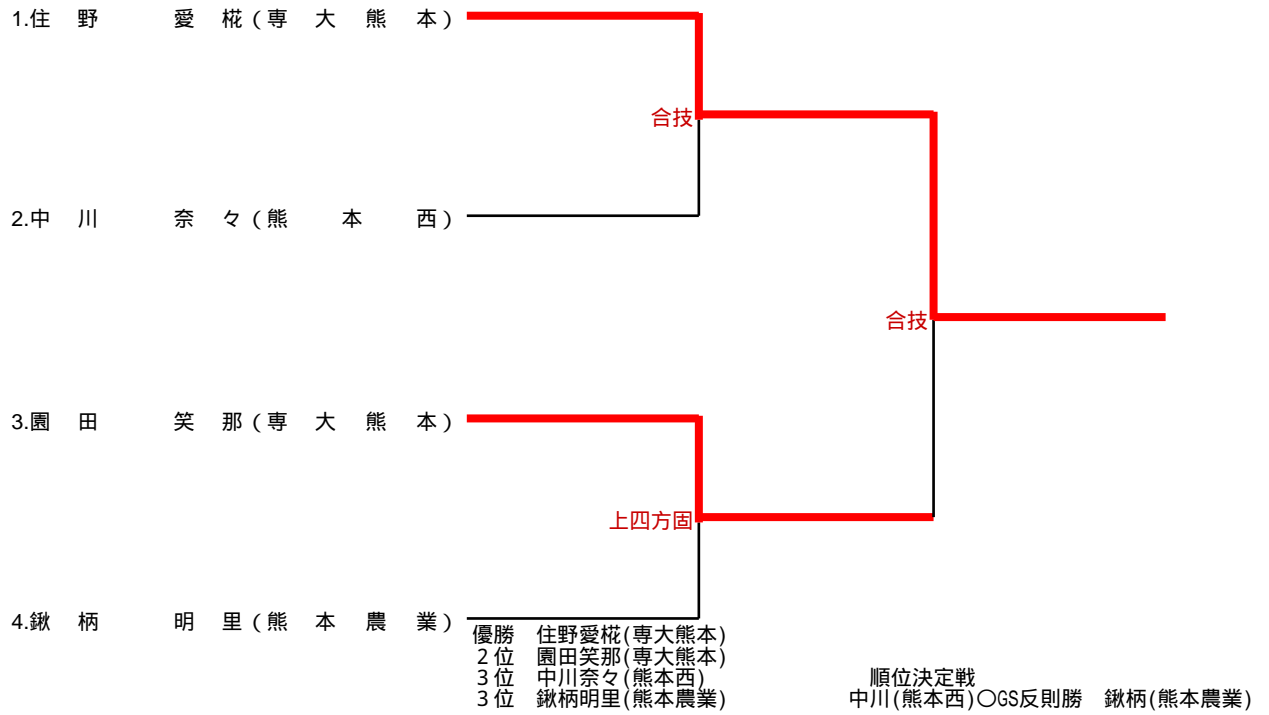 1.住野 愛椛(専大熊本)
合技
2.中川 奈々(熊本西)
合技
3.園田 笑那(専大熊本)
上四方固
4.鍬柄 明里(熊本農業)
優勝 住野愛椛(専大熊本)
2位 園田笑那(専大熊本)
3位 中川奈々(熊本西)
3位 鍬柄明里(熊本農業)
順位決定戦
中川(熊本西)〇GS反則勝 鍬柄(熊本農業)